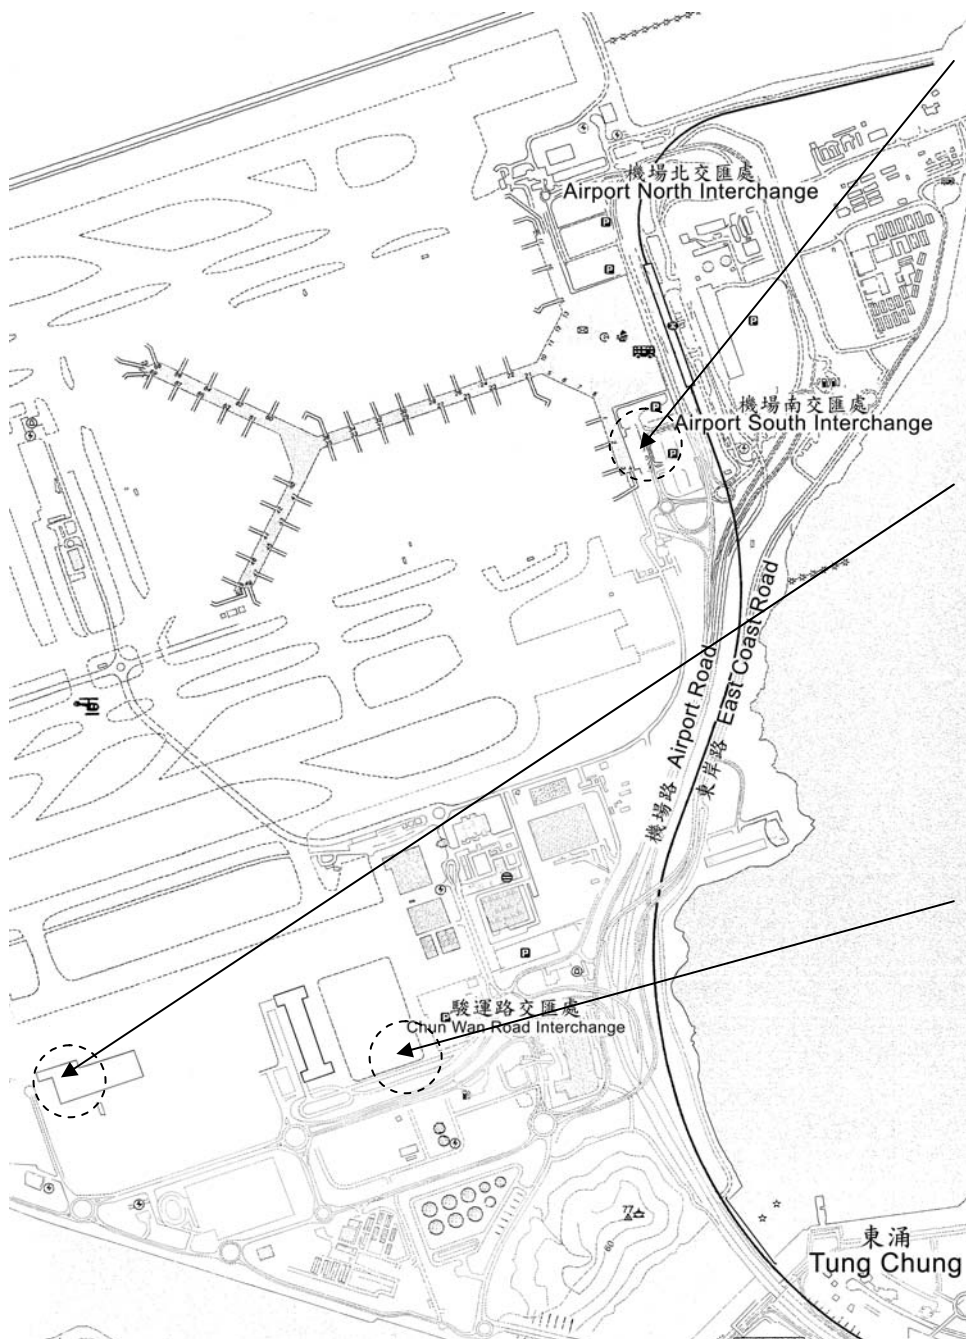 機場北交匯處
Airport North Interchange
P
P
P
機場南交匯處
P
Airport South Interchange
P
機場路 Airport Road
東岸路 East Coast Road
P
駿運路交匯處
P
Chun Wan Road Interchange
77
60
東涌
Tung Chung